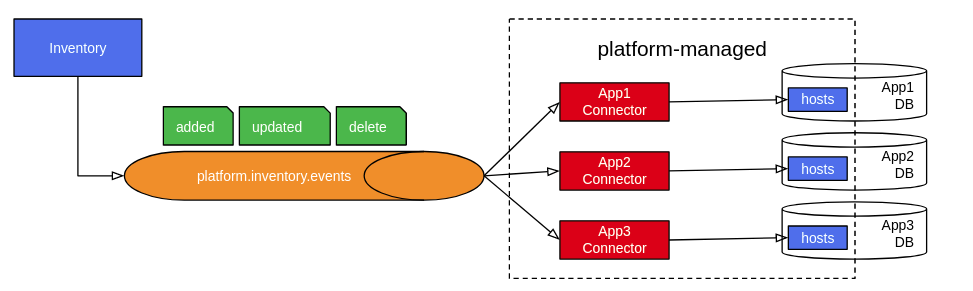 Inventory
added
updated
delete
platform.inventory.events
platform-managed
App1
Connector
hosts
App1
DB
App2
Connector
hosts
App2
DB
App3
Connector
hosts
App3
DB